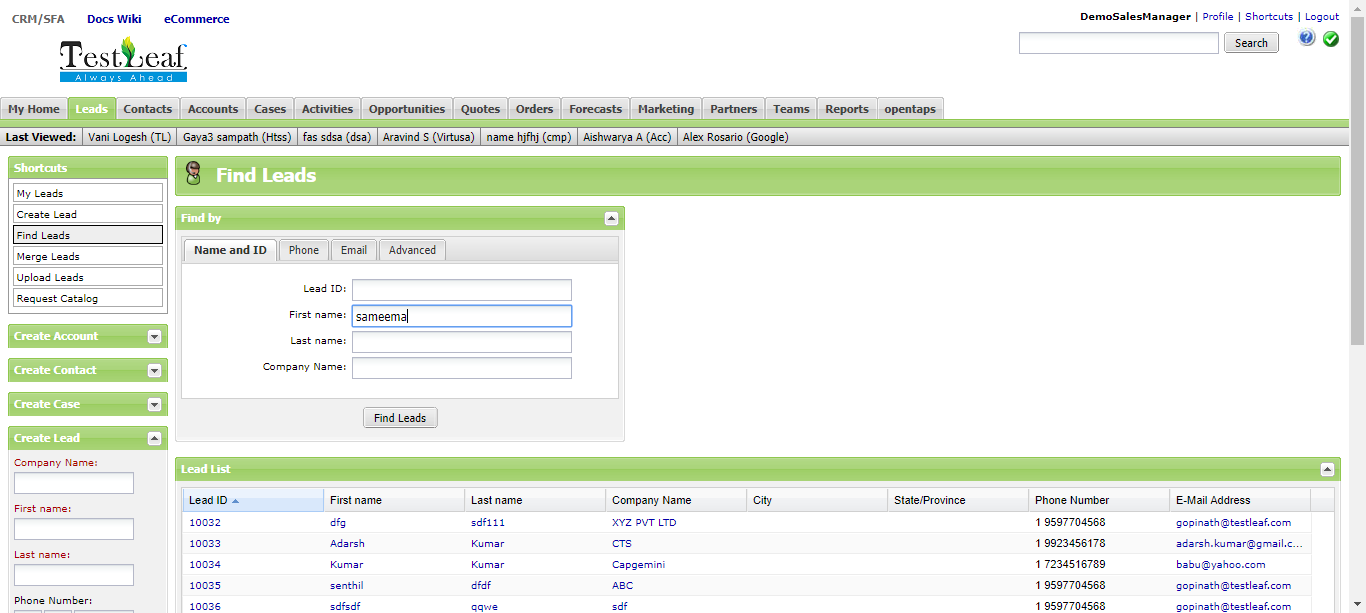 CRM/SFA Docs Wiki eCommerce
DemoSalesManager | Profile | Shortcuts | Logout
TestLeaf
Always Ahead
Search
?
My Home Leads Contacts Accounts Cases Activities Opportunities Quotes Orders Forecasts Marketing Partners Teams Reports opentaps
Last Viewed: Vani Logesh (TL) Gaya3 sampath (Htss) fas sdsa (dsa) Aravind S (Virtusa) name hjfhj (cmp) Aishwarya A (Acc) Alex Rosario (Google)
Shortcuts
My Leads
Create Lead
Find Leads
Merge Leads
Upload Leads
Request Catalog
Create Account
Create Contact
Create Case
Create Lead
Company Name:
First name:
Last name:
Phone Number:
Find Leads
Find by
Name and ID Phone Email Advanced
Lead ID:
First name: sameema
Last name:
Company Name:
Find Leads
Lead List
Lead ID First name Last name Company Name City State/Province Phone Number E-Mail Address
10032 dfg sdf111 XYZ PVT LTD 1 9597704568 gopinath@testleaf.com
10033 Adarsh Kumar CTS 1 9923456178 adarsh.kumar@gmail.c...
10034 Kumar Kumar Capgemini 1 7234516789 babu@yahoo.com
10035 senthil dfdf ABC 1 9597704568 gopinath@testleaf.com
10036 sdfsdf qqwe sdf 1 9597704568 gopinath@testleaf.com